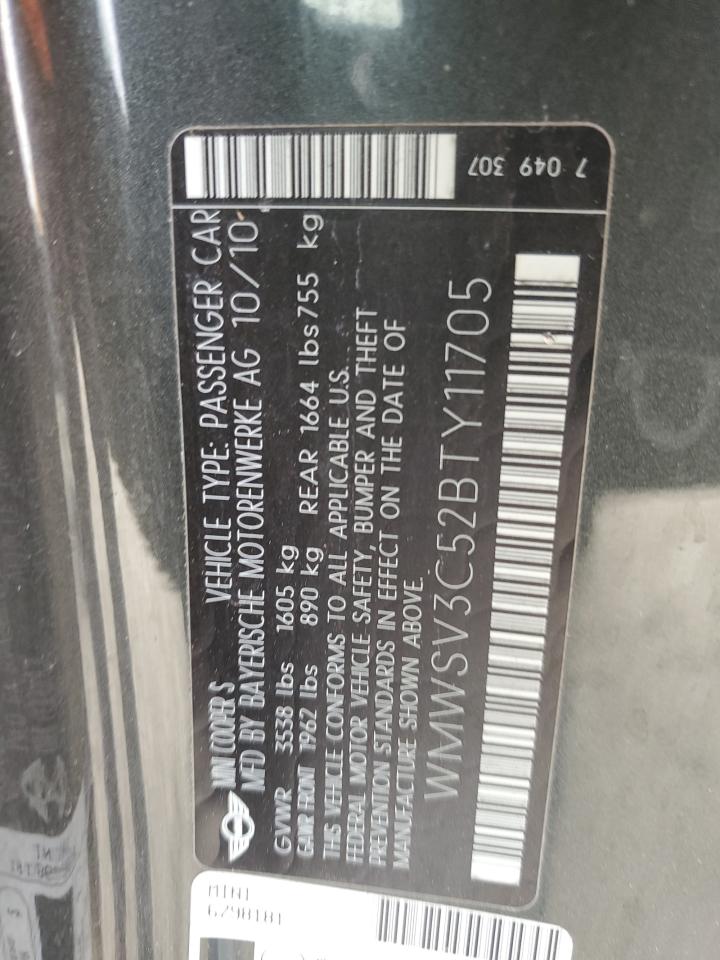 MINI COOPER S VEHICLE TYPE: PASSENGER CAR
MFD BY BAYERISCHE MOTORENWERKE AG 10/10
GVWR 3538 lbs 1605 kg
GAWR FRONT 1962 lbs 890 kg REAR 1664 lbs 755 kg
THIS VEHICLE CONFORMS TO ALL APPLICABLE U.S.
FEDERAL MOTOR VEHICLE SAFETY, BUMPER AND THEFT
PREVENTION STANDARDS IN EFFECT ON THE DATE OF
MANUFACTURE SHOWN ABOVE.
WMWSV3C52BTY11705
7 049 307
MINI
6798181